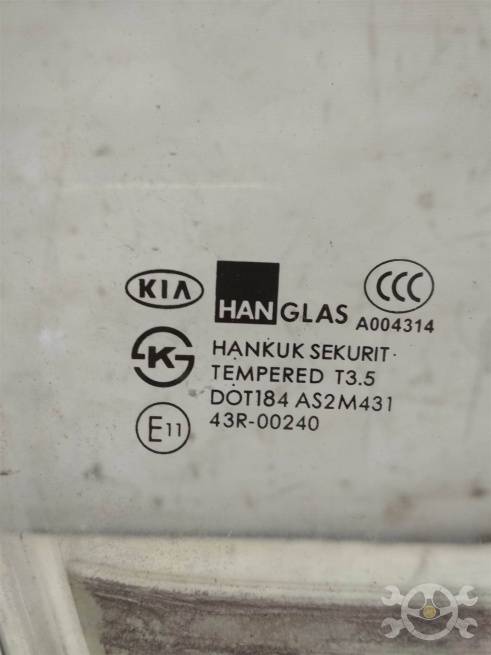 KIA HANGLAS CCC
A004314
K
HANKUK SEKURIT
TEMPERED T3.5
DOT184 AS2M431
E11 43R-00240